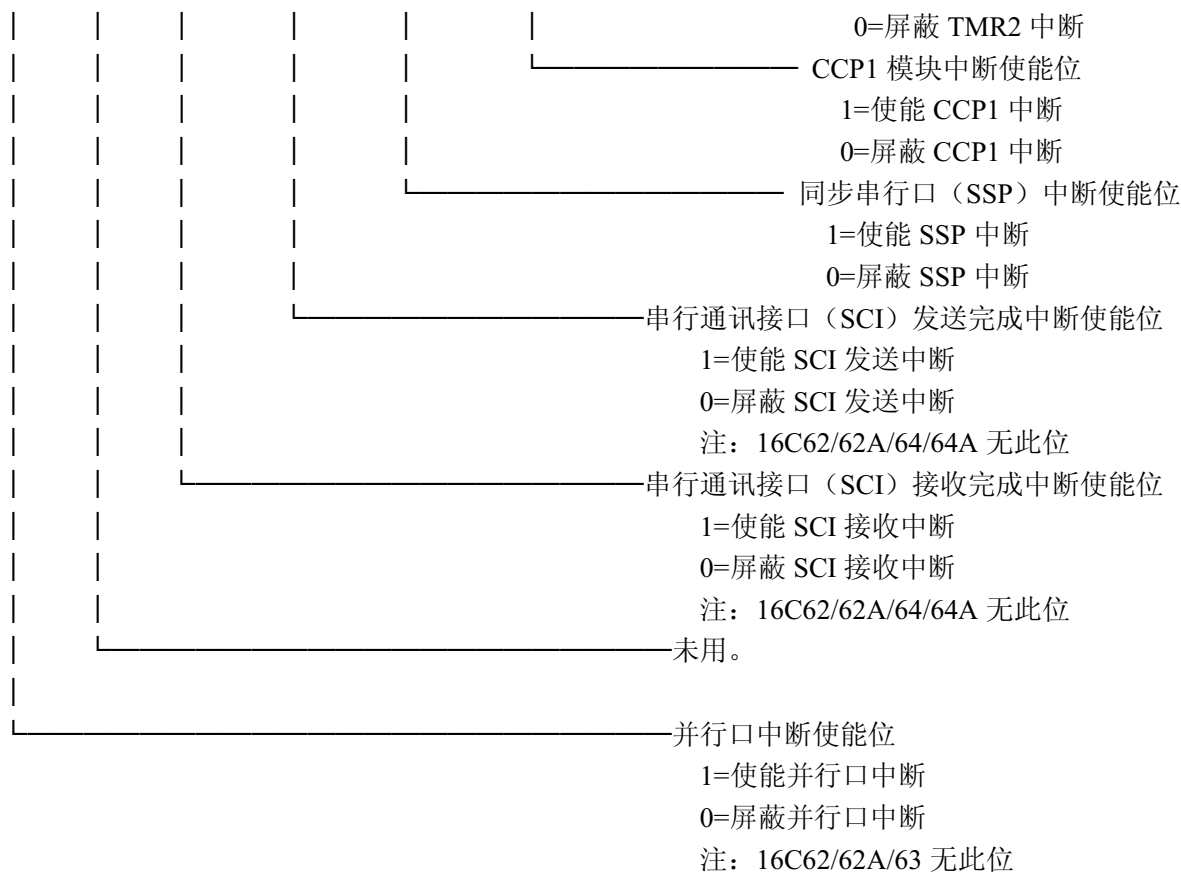 0=屏蔽 TMR2 中断
CCP1 模块中断使能位
1=使能 CCP1 中断
0=屏蔽 CCP1 中断
同步串行口（SSP）中断使能位
1=使能 SSP 中断
0=屏蔽 SSP 中断
串行通讯接口（SCI）发送完成中断使能位
1=使能 SCI 发送中断
0=屏蔽 SCI 发送中断
注：16C62/62A/64/64A 无此位
串行通讯接口（SCI）接收完成中断使能位
1=使能 SCI 接收中断
0=屏蔽 SCI 接收中断
注：16C62/62A/64/64A 无此位
未用。
并行口中断使能位
1=使能并行口中断
0=屏蔽并行口中断
注：16C62/62A/63 无此位